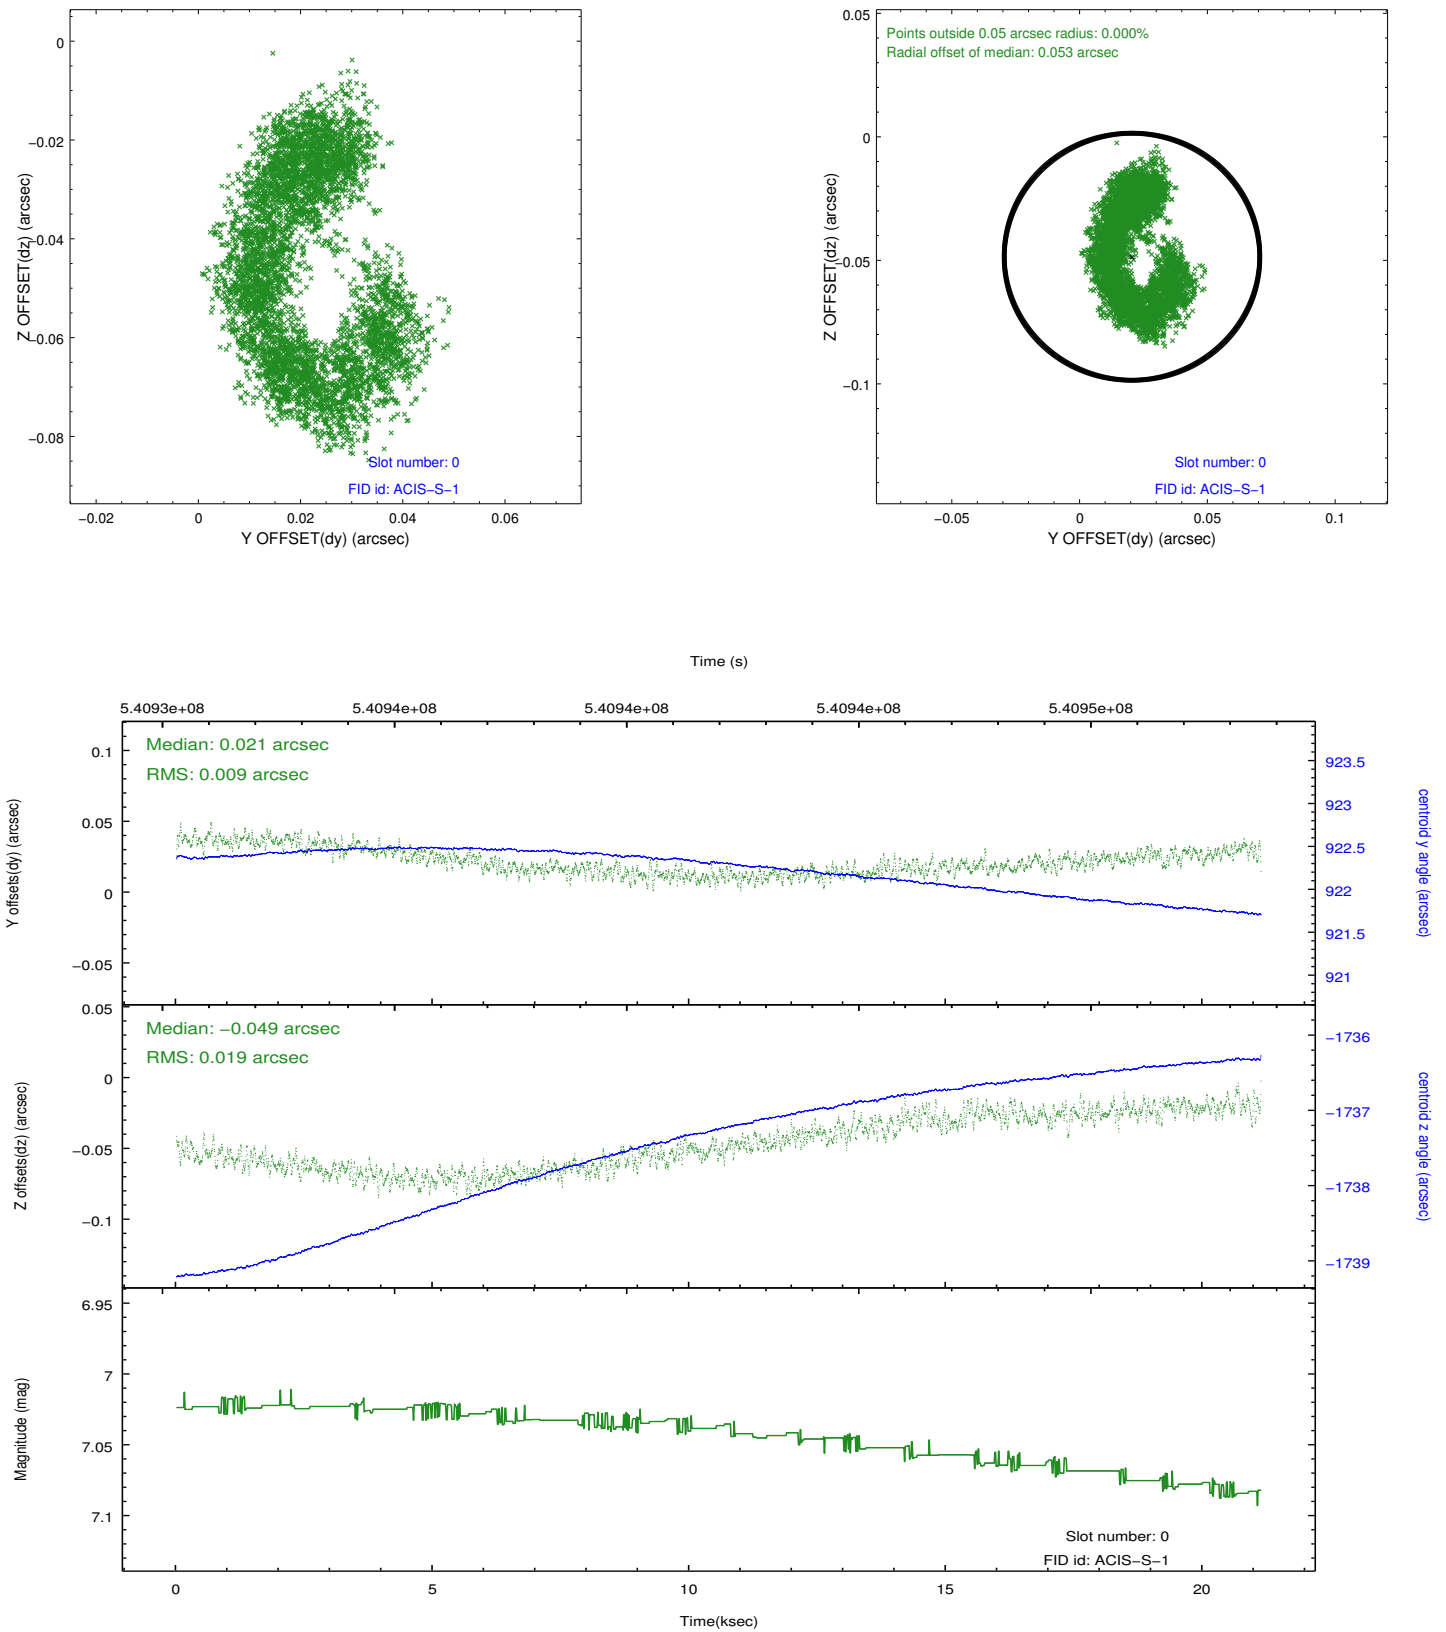 0
−0.02
−0.04
−0.06
−0.08
Z OFFSET(dz) (arcsec)
Slot number: 0
FID id: ACIS−S−1
−0.02
0
0.02
0.04
0.06
Y OFFSET(dy) (arcsec)
Points outside 0.05 arcsec radius: 0.000%
Radial offset of median: 0.053 arcsec
0.05
0
−0.05
−0.1
Z OFFSET(dz) (arcsec)
Slot number: 0
FID id: ACIS−S−1
−0.05
0
0.05
0.1
Y OFFSET(dy) (arcsec)
Time (s)
5.4093e+08
5.4094e+08
5.4094e+08
5.4094e+08
5.4095e+08
Median: 0.021 arcsec
RMS: 0.009 arcsec
0.1
0.05
0
−0.05
Y offsets(dy) (arcsec)
923.5
923
922.5
922
921.5
921
centroid y angle (arcsec)
Median: −0.049 arcsec
RMS: 0.019 arcsec
0.05
0
−0.05
−0.1
Z offsets(dz) (arcsec)
−1736
−1737
−1738
−1739
centroid z angle (arcsec)
6.95
7
7.05
7.1
Magnitude (mag)
Slot number: 0
FID id: ACIS−S−1
0
5
10
15
20
Time(ksec)